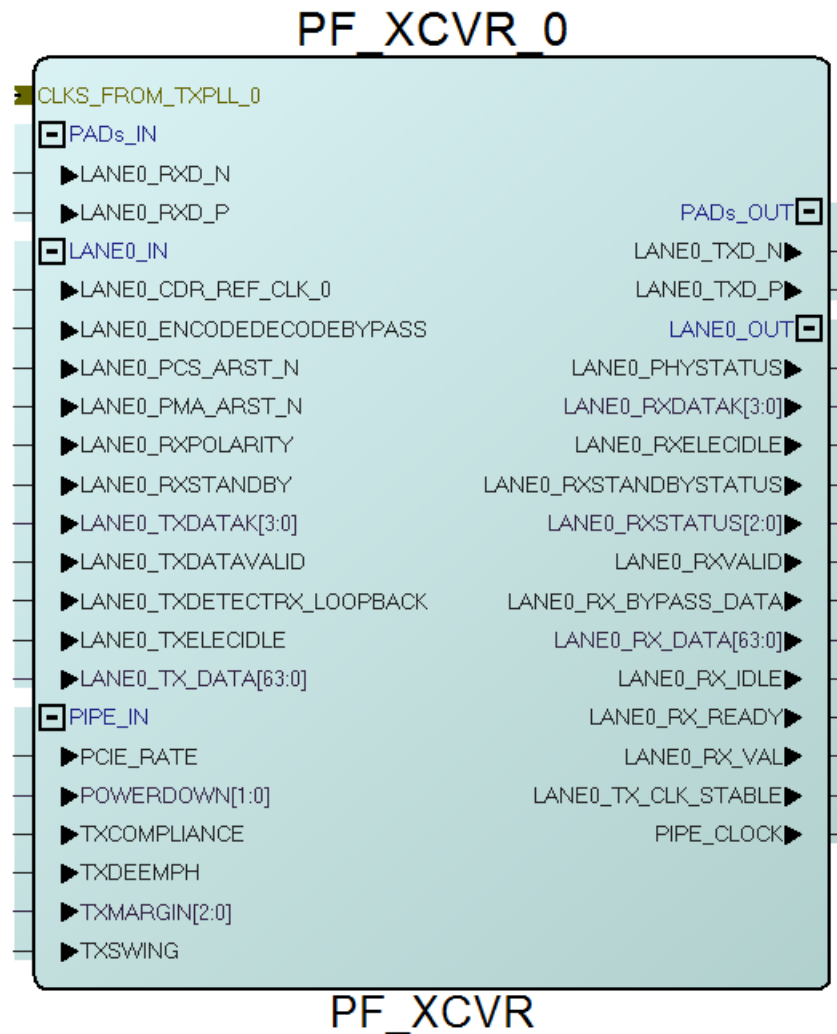 PF_XCVR_0
CLKS_FROM_TXPLL_0
PADs_IN
LANE0_RXD_N
LANE0_RXD_P
LANE0_IN
LANE0_CDR_REF_CLK_0
LANE0_ENCODEDECODEBYPASS
LANE0_PCS_ARST_N
LANE0_PMA_ARST_N
LANE0_RXPOLARITY
LANE0_RXSTANDBY
LANE0_TXDATAK[3:0]
LANE0_TXDATAVALID
LANE0_TXDETECTRX_LOOPBACK
LANE0_TXELECIDLE
LANE0_TX_DATA[63:0]
PIPE_IN
PCIE_RATE
POWERDOWN[1:0]
TXCOMPLIANCE
TXDEEMPH
TXMARGIN[2:0]
TXSWING
PADs_OUT
LANE0_TXD_N
LANE0_TXD_P
LANE0_OUT
LANE0_PHYSTATUS
LANE0_RXDATAK[3:0]
LANE0_RXELECIDLE
LANE0_RXSTANDBYSTATUS
LANE0_RXSTATUS[2:0]
LANE0_RXVALID
LANE0_RX_BYPASS_DATA
LANE0_RX_DATA[63:0]
LANE0_RX_IDLE
LANE0_RX_READY
LANE0_RX_VAL
LANE0_TX_CLK_STABLE
PIPE_CLOCK
PF_XCVR